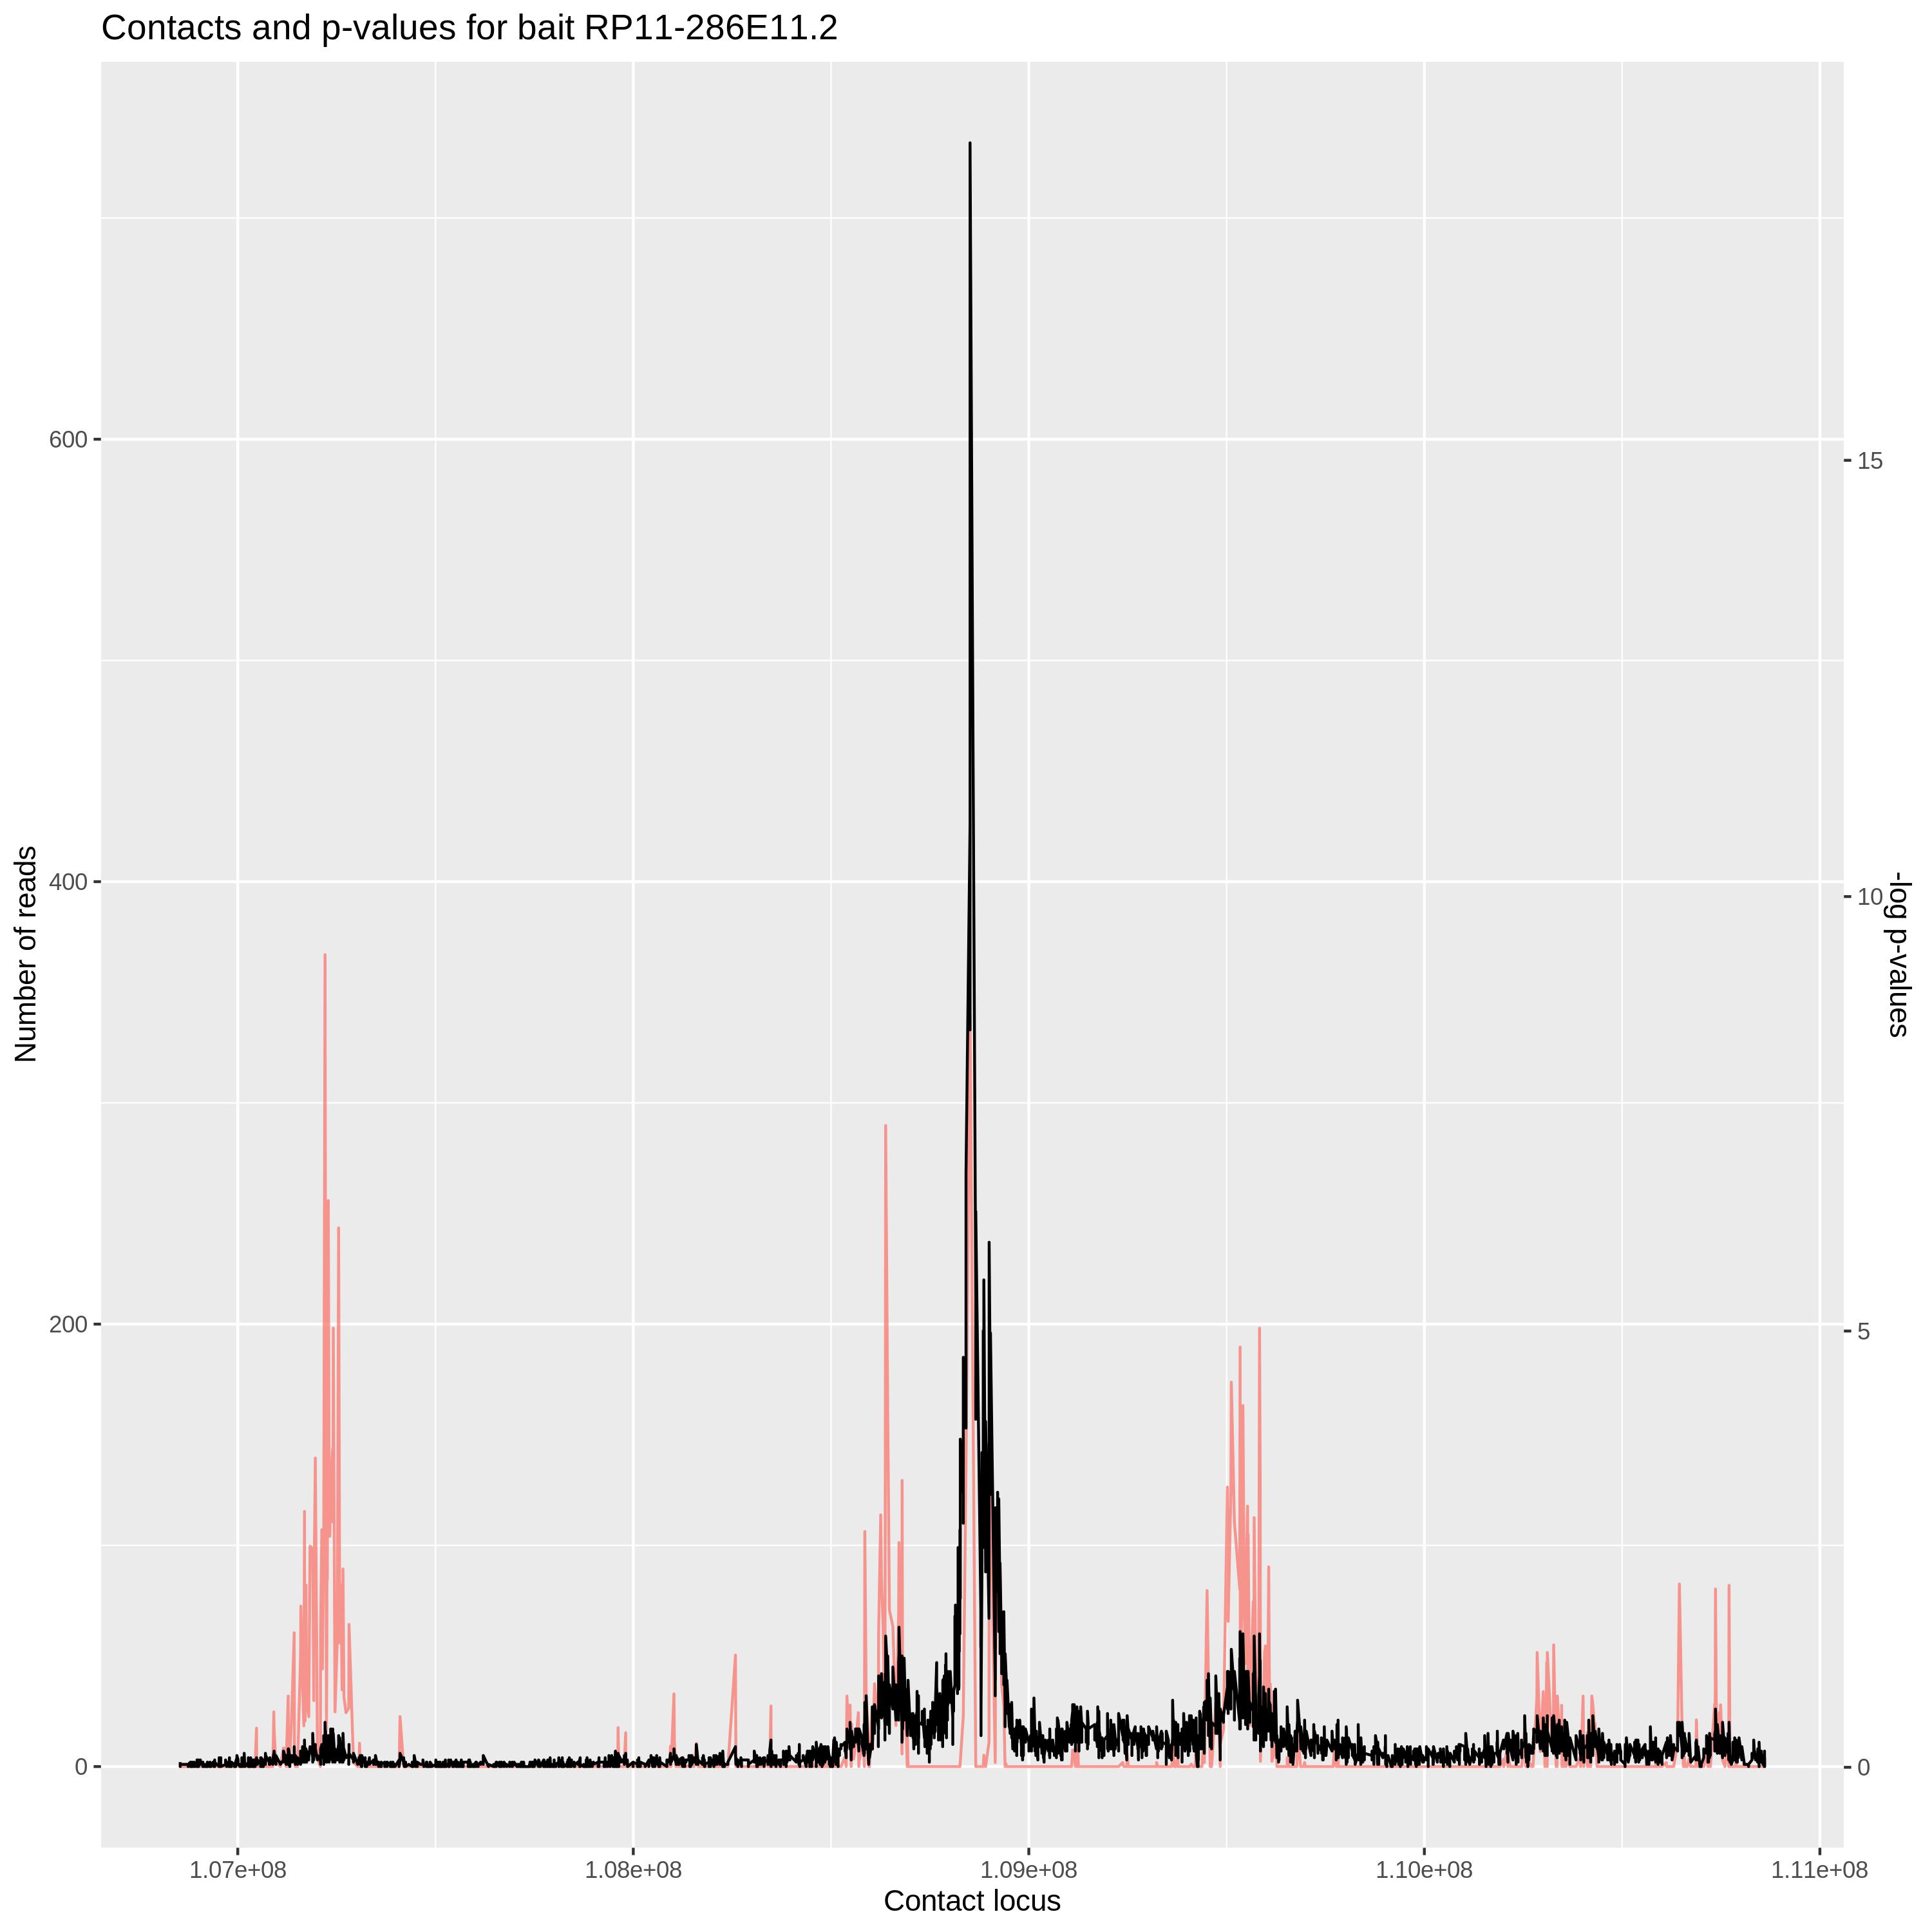 Contacts and p-values for bait RP11-286E11.2
Number of reads
600
400
200
0
15
10
5
0
-log p-values
1.07e+08 1.08e+08 1.09e+08 1.10e+08 1.11e+08
Contact locus